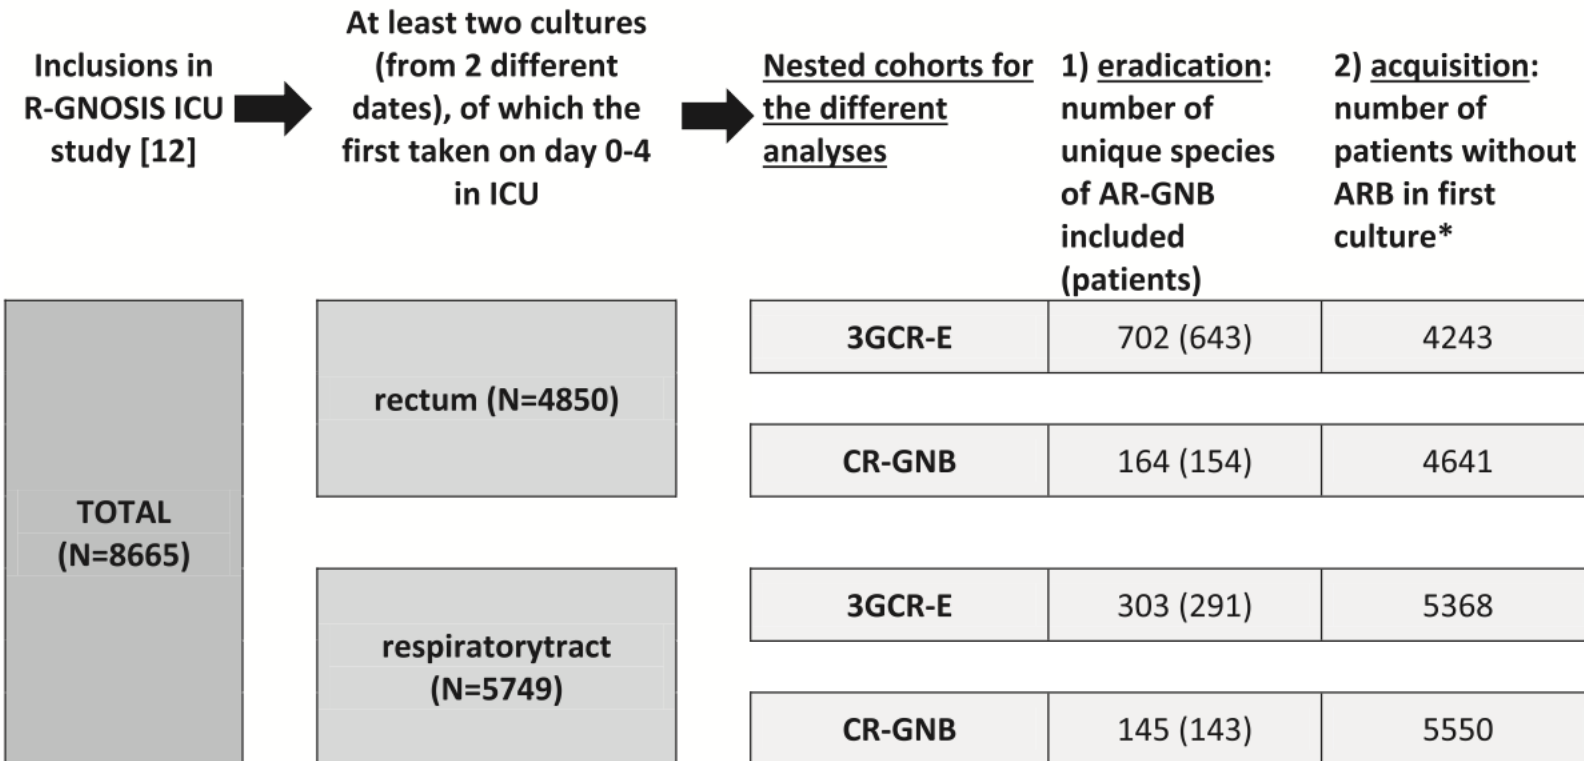 Inclusions in
R-GNOSIS ICU
study [12]
At least two cultures
(from 2 different
dates), of which the
first taken on day 0-4
in ICU
Nested cohorts for
the different
analyses
1) eradication:
number of
unique species
of AR-GNB
included
(patients)
2) acquisition:
number of
patients without
ARB in first
culture*
TOTAL
(N=8665)
rectum (N=4850)
3GCR-E 702 (643) 4243
CR-GNB 164 (154) 4641
respiratorytract
(N=5749)
3GCR-E 303 (291) 5368
CR-GNB 145 (143) 5550